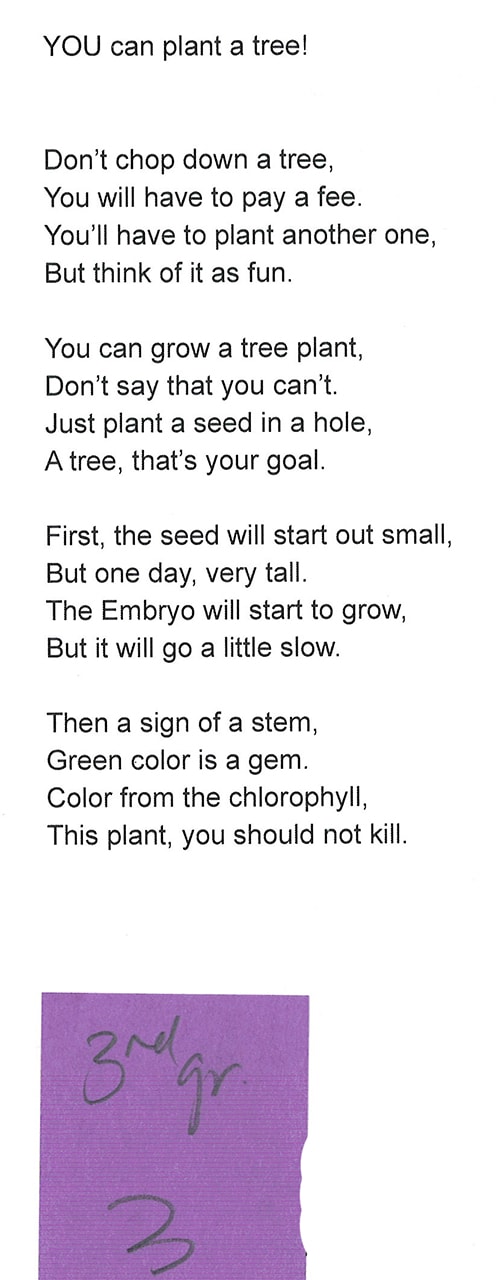 YOU can plant a tree!
Don't chop down a tree,
You will have to pay a fee.
You'll have to plant another one,
But think of it as fun.
You can grow a tree plant,
Don't say that you can't.
Just plant a seed in a hole,
A tree, that's your goal.
First, the seed will start out small,
But one day, very tall.
The Embryo will start to grow,
But it will go a little slow.
Then a sign of a stem,
Green color is a gem.
Color from the chlorophyll,
This plant, you should not kill.
3rd gr.
3